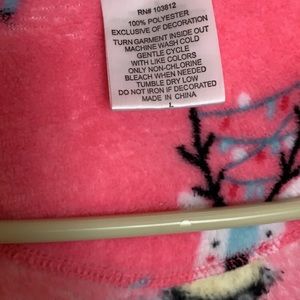 RN# 103812
100% POLYESTER
EXCLUSIVE OF DECORATION
TURN GARMENT INSIDE OUT
MACHINE WASH COLD
GENTLE CYCLE
WITH LIKE COLORS
ONLY NON-CHLORINE
BLEACH WHEN NEEDED
TUMBLE DRY LOW
DO NOT IRON IF DECORATED
MADE IN CHINA
L